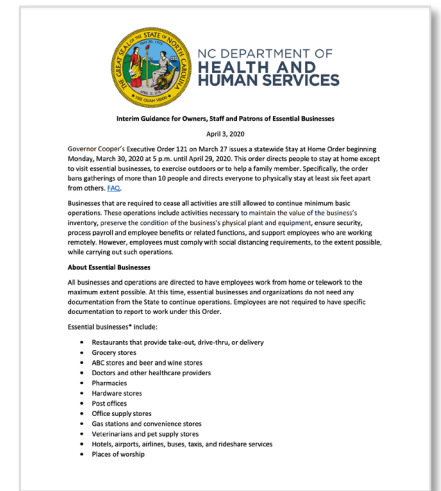 THE GREAT SEAL OF THE STATE OF NORTH CAROLINA
ESSE QUAM VIDERI
NC DEPARTMENT OF
HEALTH AND
HUMAN SERVICES
Interim Guidance for Owners, Staff and Patrons of Essential Businesses
April 3, 2020
Governor Cooper's Executive Order 121 on March 27 issues a statewide Stay at Home Order beginning
Monday, March 30, 2020 at 5 p.m. until April 29, 2020. This order directs people to stay at home except
to visit essential businesses, to exercise outdoors or to help a family member. Specifically, the order
bans gatherings of more than 10 people and directs everyone to physically stay at least six feet apart
from others. FAQ.
Businesses that are required to cease all activities are still allowed to continue minimum basic
operations. These operations include activities necessary to maintain the value of the business's
inventory, preserve the condition of the business's physical plant and equipment, ensure security,
process payroll and employee benefits or related functions, and support employees who are working
remotely. However, employees must comply with social distancing requirements, to the extent possible,
while carrying out such operations.
About Essential Businesses
All businesses and operations are directed to have employees work from home or telework to the
maximum extent possible. At this time, essential businesses and organizations do not need any
documentation from the State to continue operations. Employees are not required to have specific
documentation to report to work under this Order.
Essential businesses* include:
• Restaurants that provide take-out, drive-thru, or delivery
• Grocery stores
• ABC stores and beer and wine stores
• Doctors and other healthcare providers
• Pharmacies
• Hardware stores
• Post offices
• Office supply stores
• Gas stations and convenience stores
• Veterinarians and pet supply stores
• Hotels, airports, airlines, buses, taxis, and rideshare services
• Places of worship